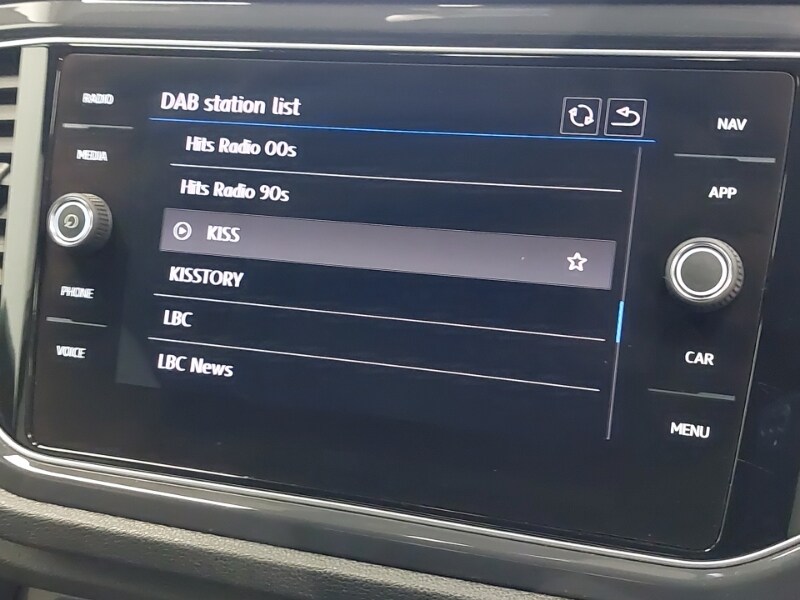 RADIO
MEDIA
PHONE
VOICE
DAB station list
Hits Radio 00s
Hits Radio 90s
KISS
KISSTORY
LBC
LBC News
NAV
APP
CAR
MENU